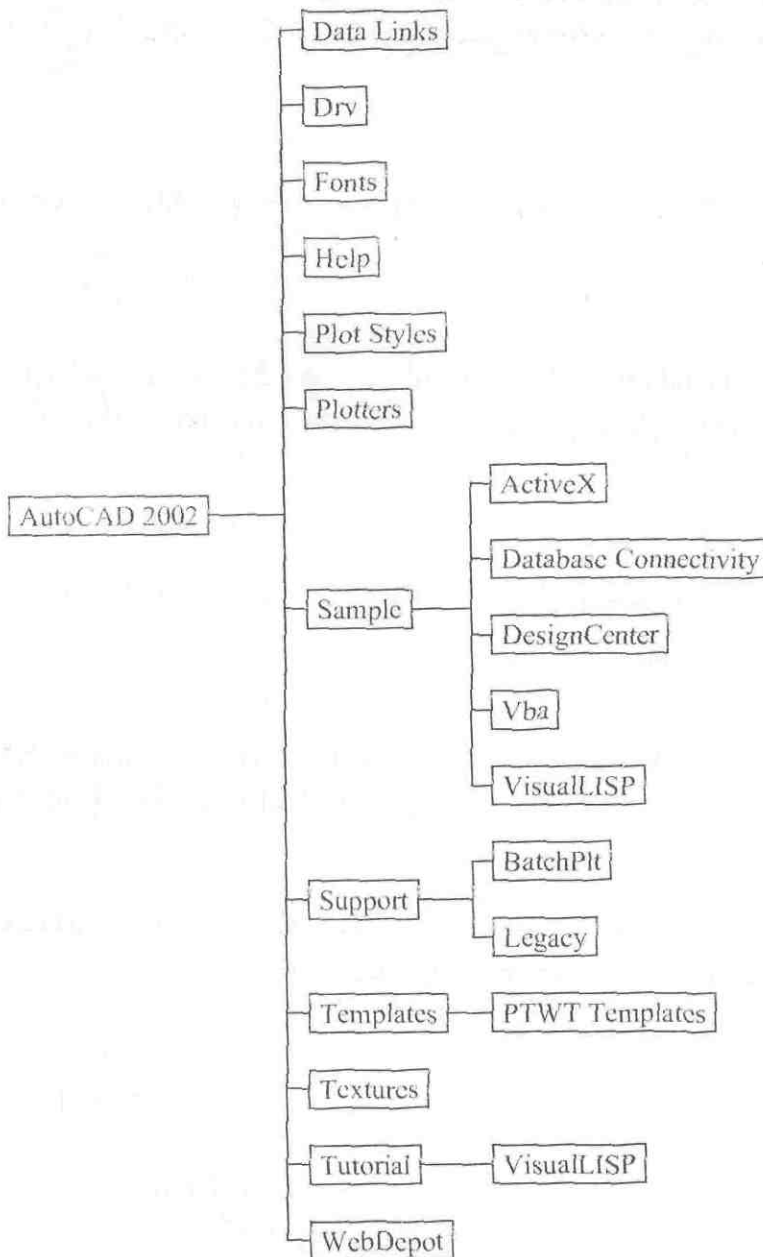 Data Links
Drv
Fonts
Help
Plot Styles
Plotters
AutoCAD 2002
Sample
ActiveX
Database Connectivity
DesignCenter
Vba
VisualLISP
Support
BatchPlt
Legacy
Templates
PTWT Templates
Textures
Tutorial
VisualLISP
WebDepot